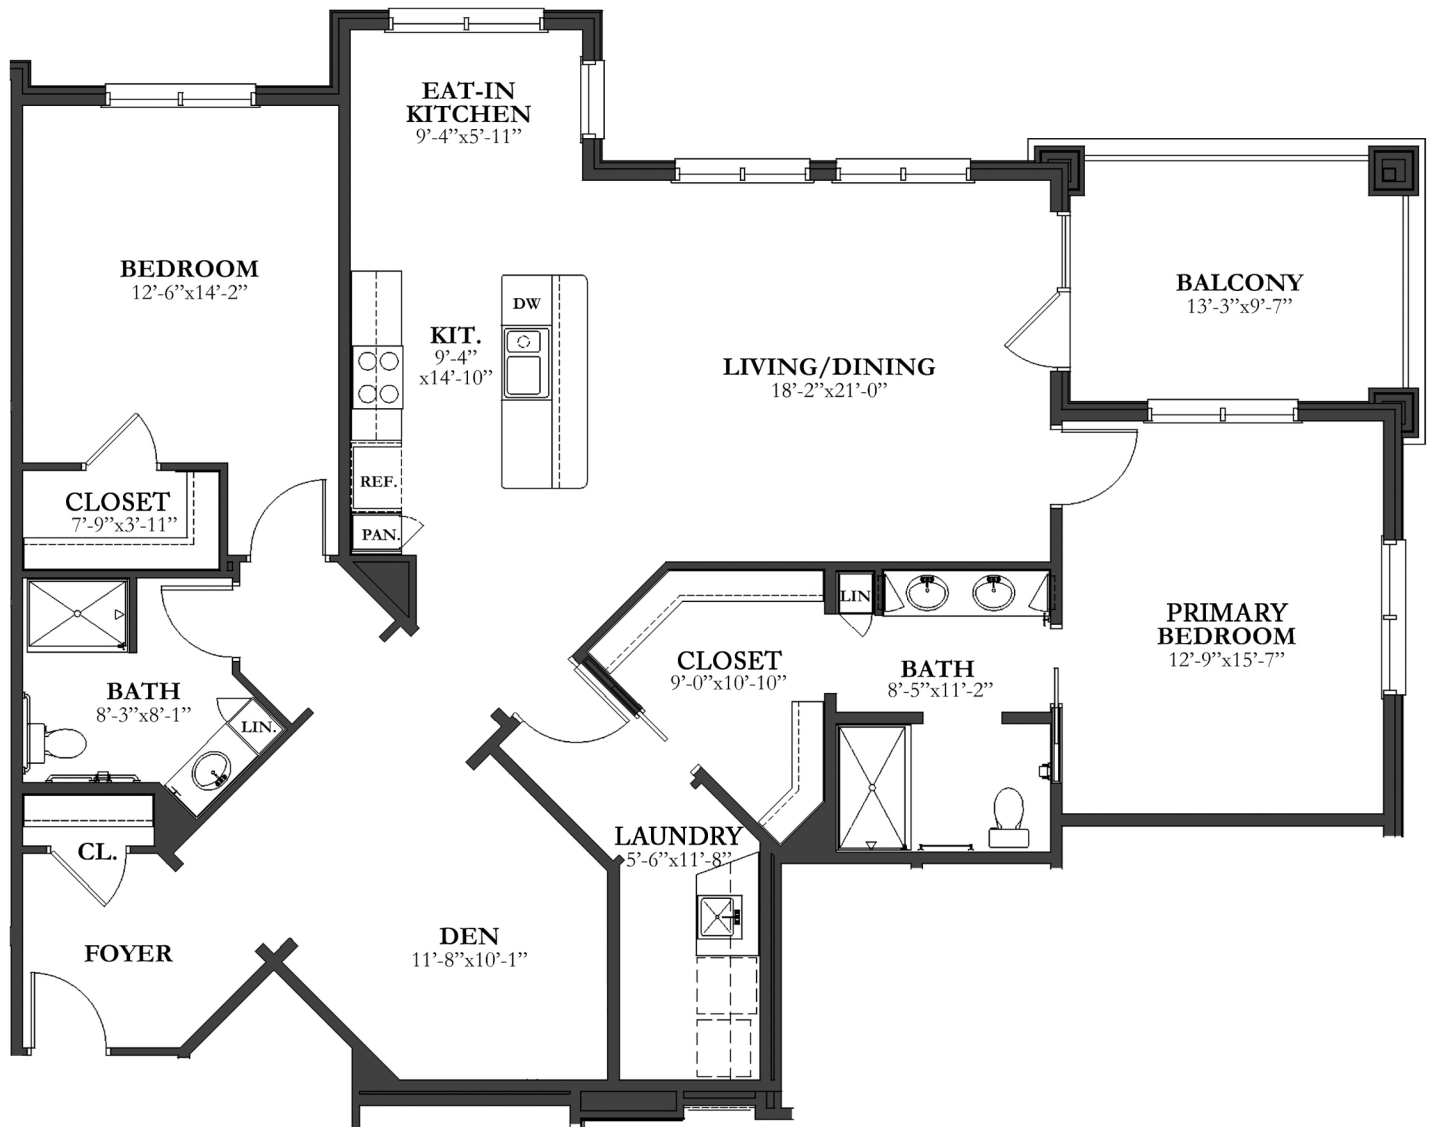 EAT-IN
KITCHEN
9'-4”x5'-11”
BEDROOM
12'-6”x14'-2”
BALCONY
13'-3”x9'-7”
DW
KIT.
9'-4”
x14'-10”
LIVING/DINING
18'-2”x21'-0”
REF.
PAN.
CLOSET
7'-9”x3'-11”
LIN
PRIMARY
BEDROOM
12'-9”x15'-7”
CLOSET
9'-0”x10'-10”
BATH
8'-5”x11'-2”
BATH
8'-3”x8'-1”
LIN.
LAUNDRY
5'-6”x11'-8”
CL.
FOYER
DEN
11'-8”x10'-1”